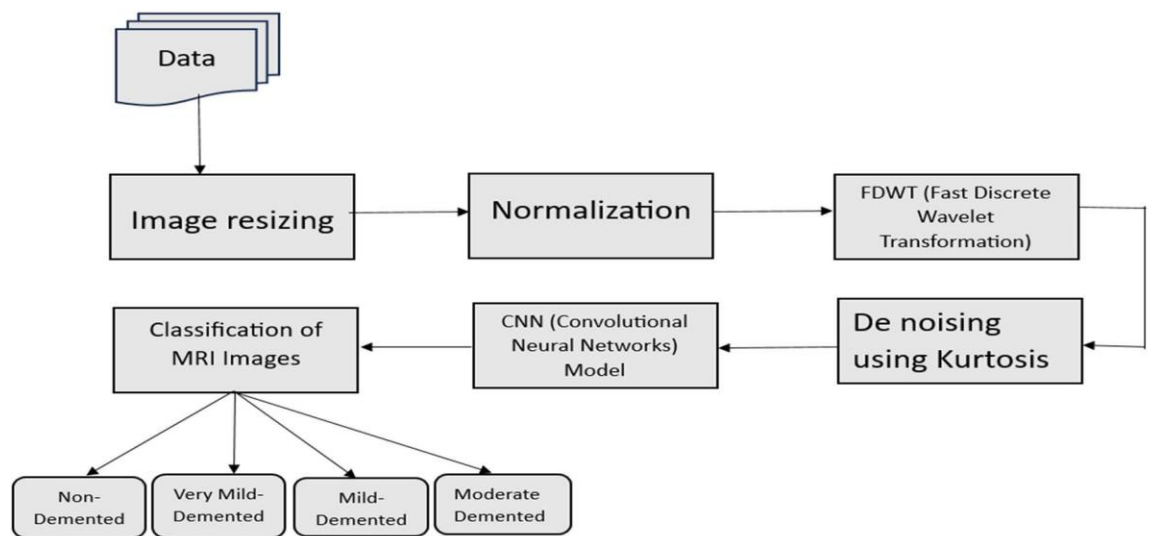 Data
Image resizing
Normalization
FDWT (Fast Discrete
Wavelet
Transformation)
De noising
using Kurtosis
CNN (Convolutional
Neural Networks)
Model
Classification of
MRI Images
Non-
Demented
Very Mild-
Demented
Mild-
Demented
Moderate
Demented